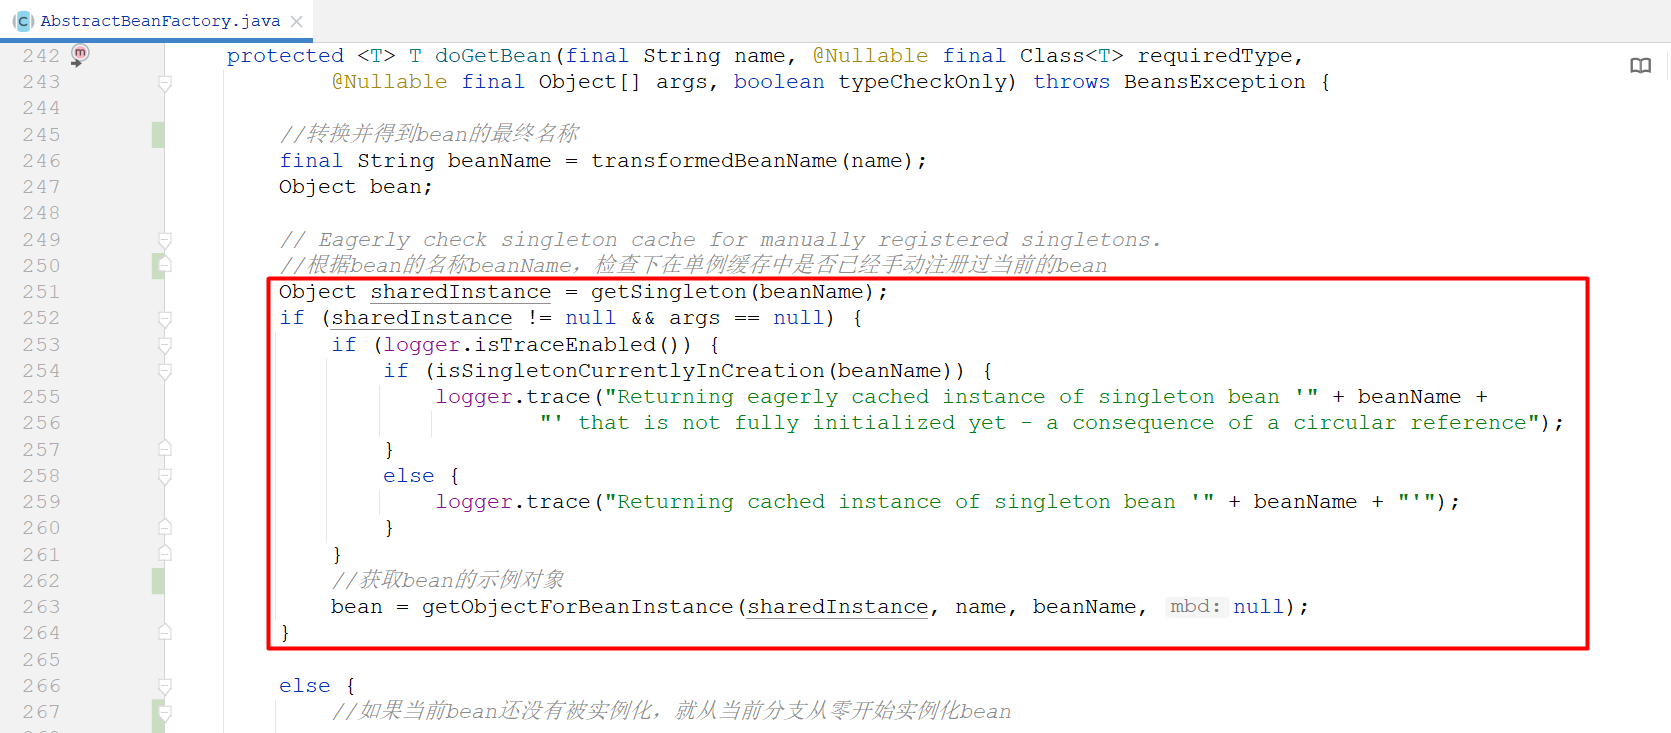 AbstractBeanFactory.java
242 protected <T> T doGetBean(final String name, @Nullable final Class<T> requiredType,
243 @Nullable final Object[] args, boolean typeCheckOnly) throws BeansException {
244
245 //转换并得到bean的最终名称
246 final String beanName = transformedBeanName(name);
247 Object bean;
248
249 // Eagerly check singleton cache for manually registered singletons.
250 //根据bean的名称beanName，检查下在单例缓存中是否已经手动注册过当前的bean
251 Object sharedInstance = getSingleton(beanName);
252 if (sharedInstance != null && args == null) {
253 if (logger.isTraceEnabled()) {
254 if (isSingletonCurrentlyInCreation(beanName)) {
255 logger.trace("Returning eagerly cached instance of singleton bean '" + beanName +
256 "' that is not fully initialized yet - a consequence of a circular reference");
257 }
258 else {
259 logger.trace("Returning cached instance of singleton bean '" + beanName + "'");
260 }
261 }
262 //获取bean的示例对象
263 bean = getObjectForBeanInstance(sharedInstance, name, beanName, mbd: null);
264 }
265
266 else {
267 //如果当前bean还没有被实例化，就从当前分支从零开始实例化bean